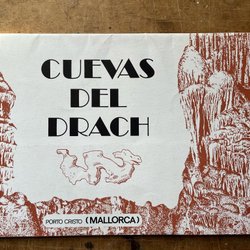 CUEVAS
DEL
DRACH
PORTO CRISTO (MALLORCA)